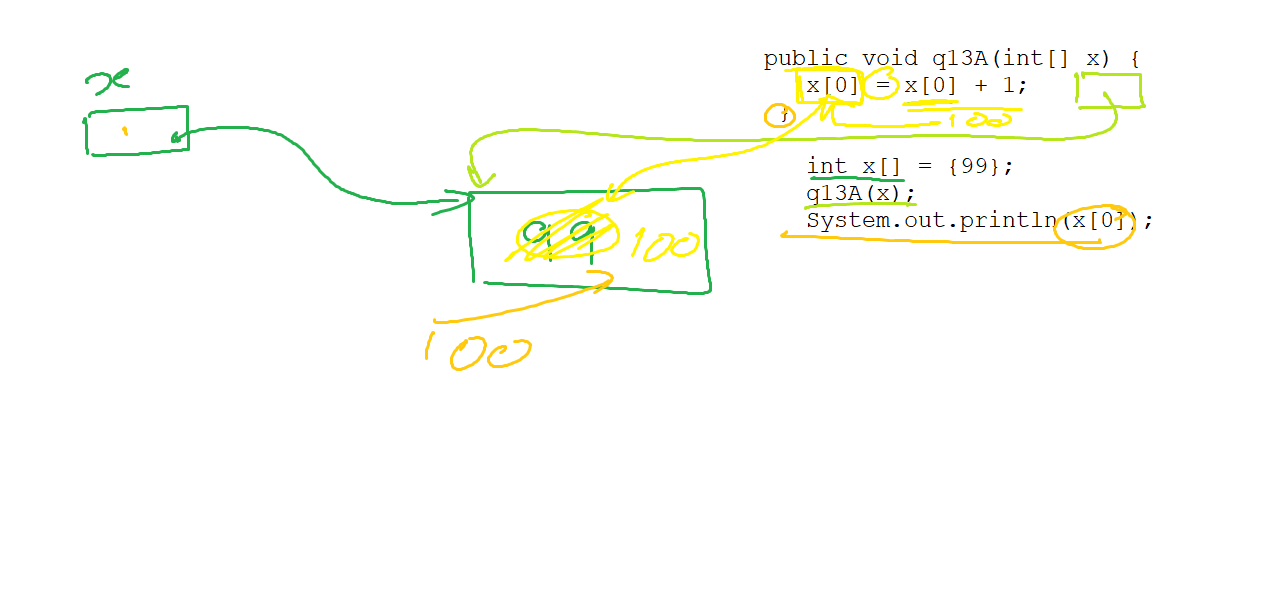 public void q13A(int[] x) {
x[0] = x[0] + 1;
}
100
int x[] = {99};
q13A(x);
System.out.println(x[0]);
x
99 100
100